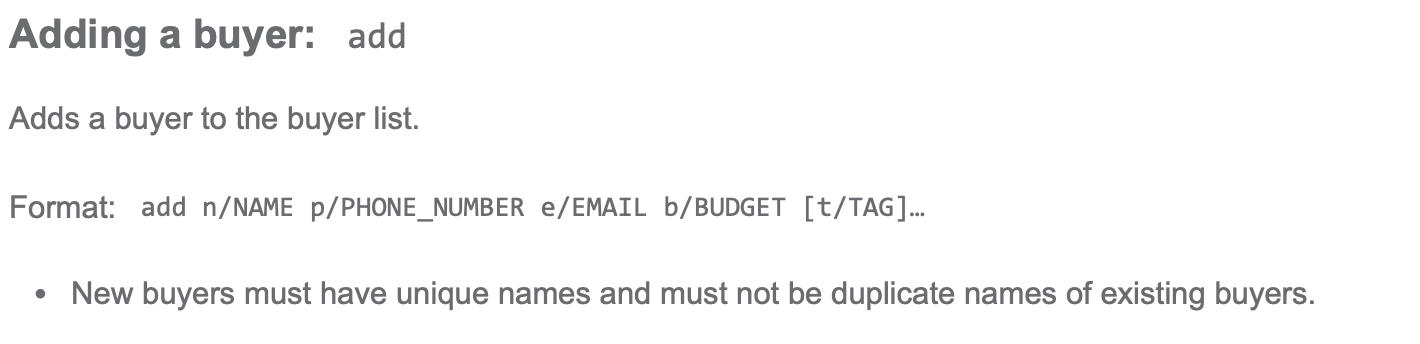 Adding a buyer: add
Adds a buyer to the buyer list.
Format: add n/NAME p/PHONE_NUMBER e/EMAIL b/BUDGET [t/TAG]…
• New buyers must have unique names and must not be duplicate names of existing buyers.